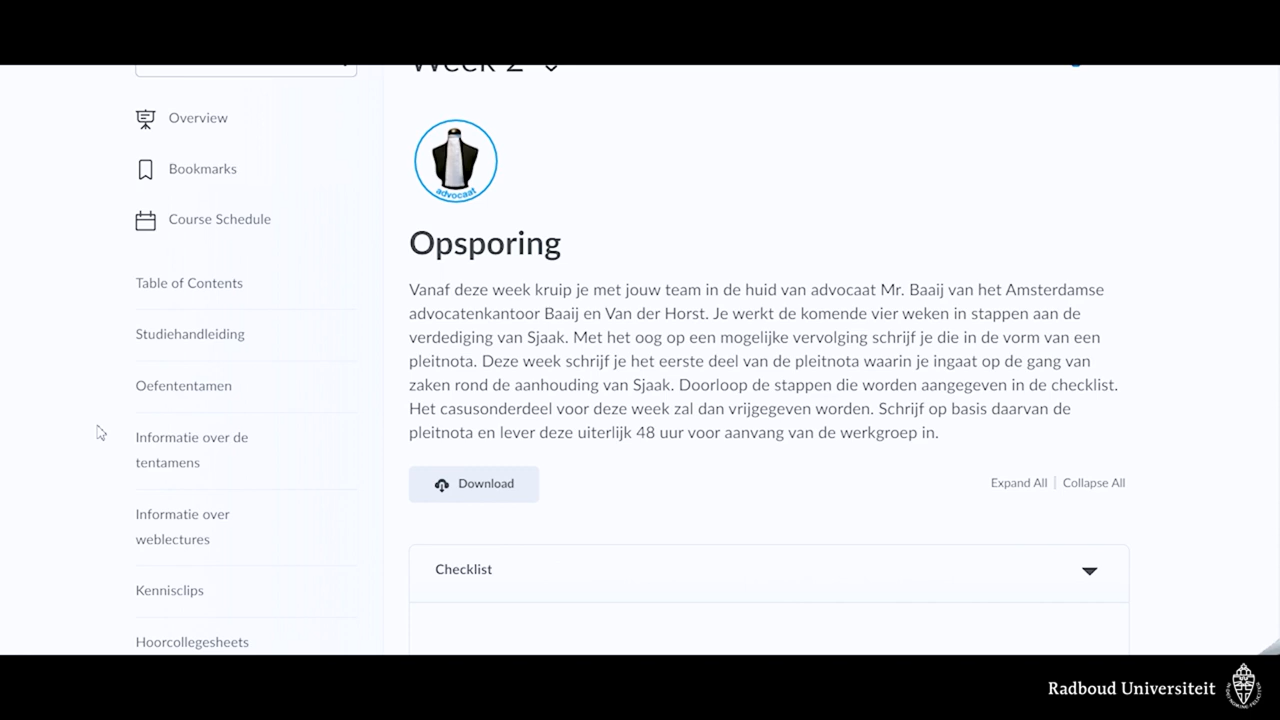 Week 2
Overview
Bookmarks
Course Schedule
Table of Contents
Studiehandleiding
Oefententamen
Informatie over de
tentamens
Informatie over
weblectures
Kennisclips
Hoorcollegesheets
advocaat
Opsporing
Vanaf deze week kruip je met jouw team in de huid van advocaat Mr. Baaij van het Amsterdamse
advocatenkantoor Baaij en Van der Horst. Je werkt de komende vier weken in stappen aan de
verdediging van Sjaak. Met het oog op een mogelijke vervolging schrijf je die in de vorm van een
pleitnota. Deze week schrijf je het eerste deel van de pleitnota waarin je ingaat op de gang van
zaken rond de aanhouding van Sjaak. Doorloop de stappen die worden aangegeven in de checklist.
Het casusonderdeel voor deze week zal dan vrijgegeven worden. Schrijf op basis daarvan de
pleitnota en lever deze uiterlijk 48 uur voor aanvang van de werkgroep in.
Download
Expand All | Collapse All
Checklist
Radboud Universiteit